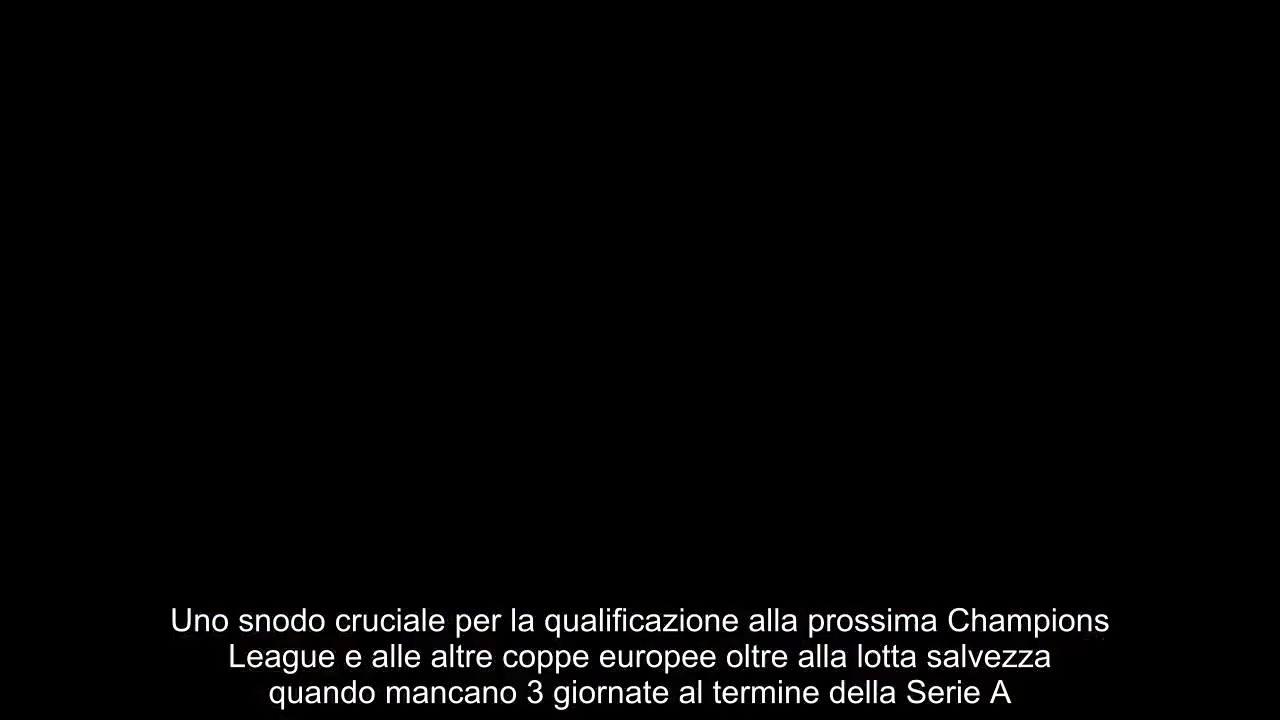 Uno snodo cruciale per la qualificazione alla prossima Champions
League e alle altre coppe europee oltre alla lotta salvezza
quando mancano 3 giornate al termine della Serie A